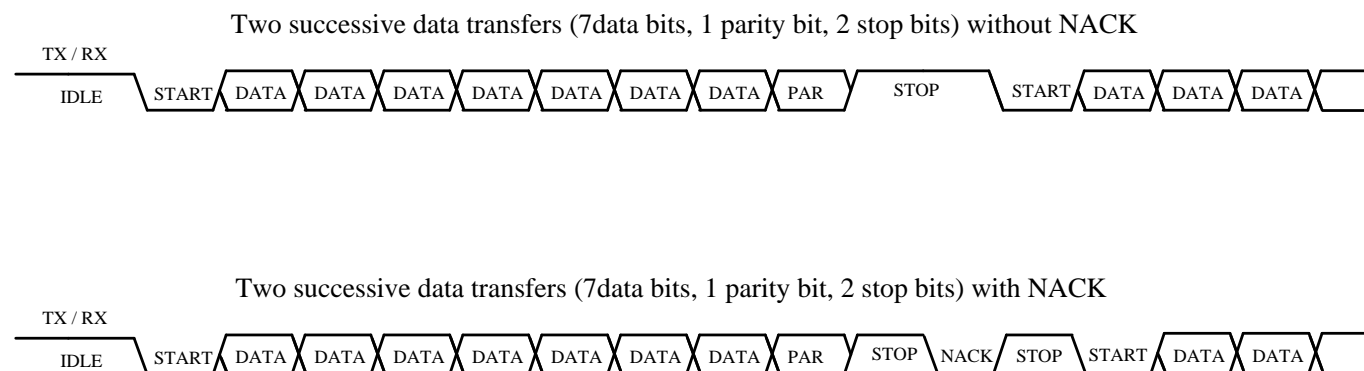 Two successive data transfers (7data bits, 1 parity bit, 2 stop bits) without NACK
TX / RX
IDLE START DATA DATA DATA DATA DATA DATA DATA PAR STOP START DATA DATA DATA
Two successive data transfers (7data bits, 1 parity bit, 2 stop bits) with NACK
TX / RX
IDLE START DATA DATA DATA DATA DATA DATA DATA PAR STOP NACK STOP START DATA DATA